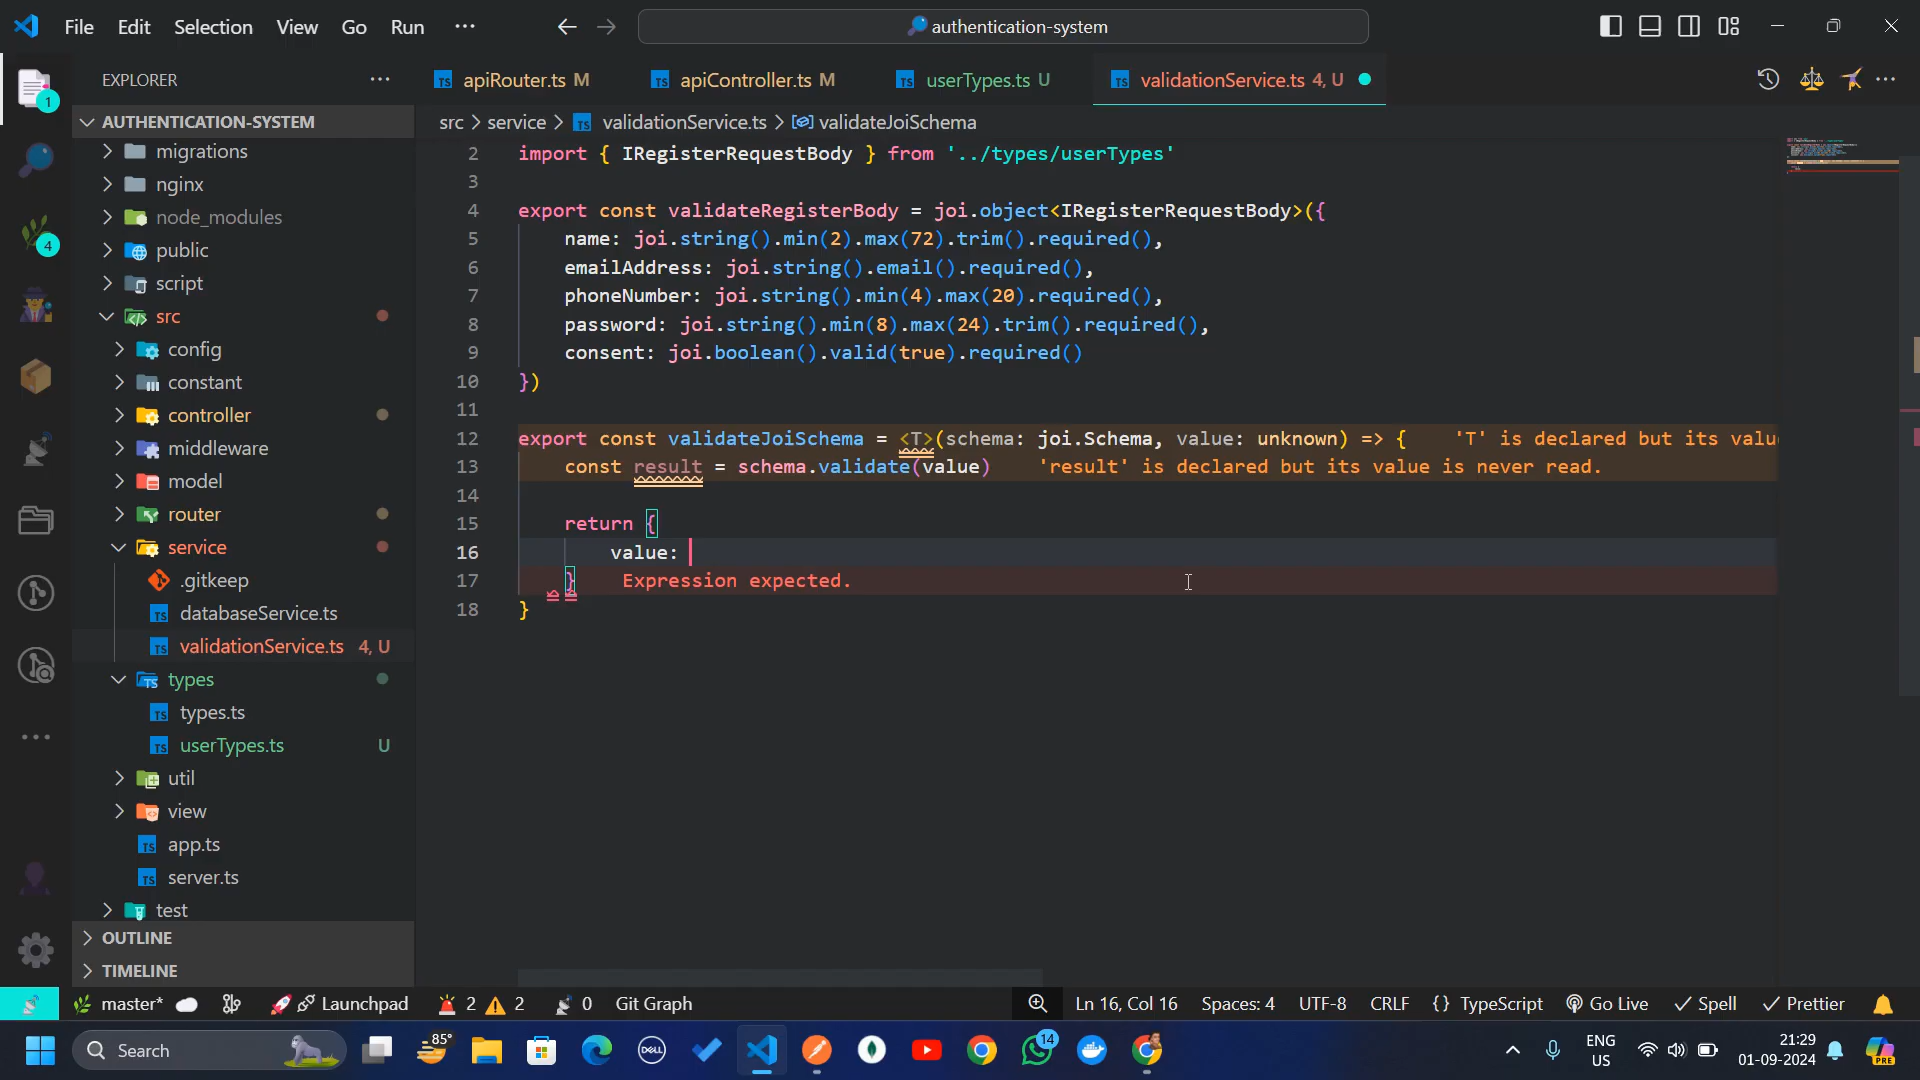 File Edit Selection View Go Run ··· authentication-system
EXPLORER ···
apiRouter.ts M apiController.ts M userTypes.ts U validationService.ts 4, U
AUTHENTICATION-SYSTEM
src > service > validationService.ts > validateJoiSchema
migrations
nginx
node_modules
public
script
src
config
constant
controller
middleware
model
router
service
.gitkeep
databaseService.ts
validationService.ts 4, U
types
types.ts
userTypes.ts U
util
view
app.ts
server.ts
test
OUTLINE
TIMELINE
1
4
2 import { IRegisterRequestBody } from '../types/userTypes'
3
4 export const validateRegisterBody = joi.object<IRegisterRequestBody>({
5 name: joi.string().min(2).max(72).trim().required(),
6 emailAddress: joi.string().email().required(),
7 phoneNumber: joi.string().min(4).max(20).required(),
8 password: joi.string().min(8).max(24).trim().required(),
9 consent: joi.boolean().valid(true).required()
10 })
11
12 export const validateJoiSchema = <T>(schema: joi.Schema, value: unknown) => { 'T' is declared but its valu
13 const result = schema.validate(value) 'result' is declared but its value is never read.
14
15 return {
16 value:
17 } Expression expected.
18 }
master* Launchpad 2 2 0 Git Graph Ln 16, Col 16 Spaces: 4 UTF-8 CRLF {} TypeScript Go Live Spell Prettier
Search 85° DELL 14 ENG US 21:29 01-09-2024 PRE